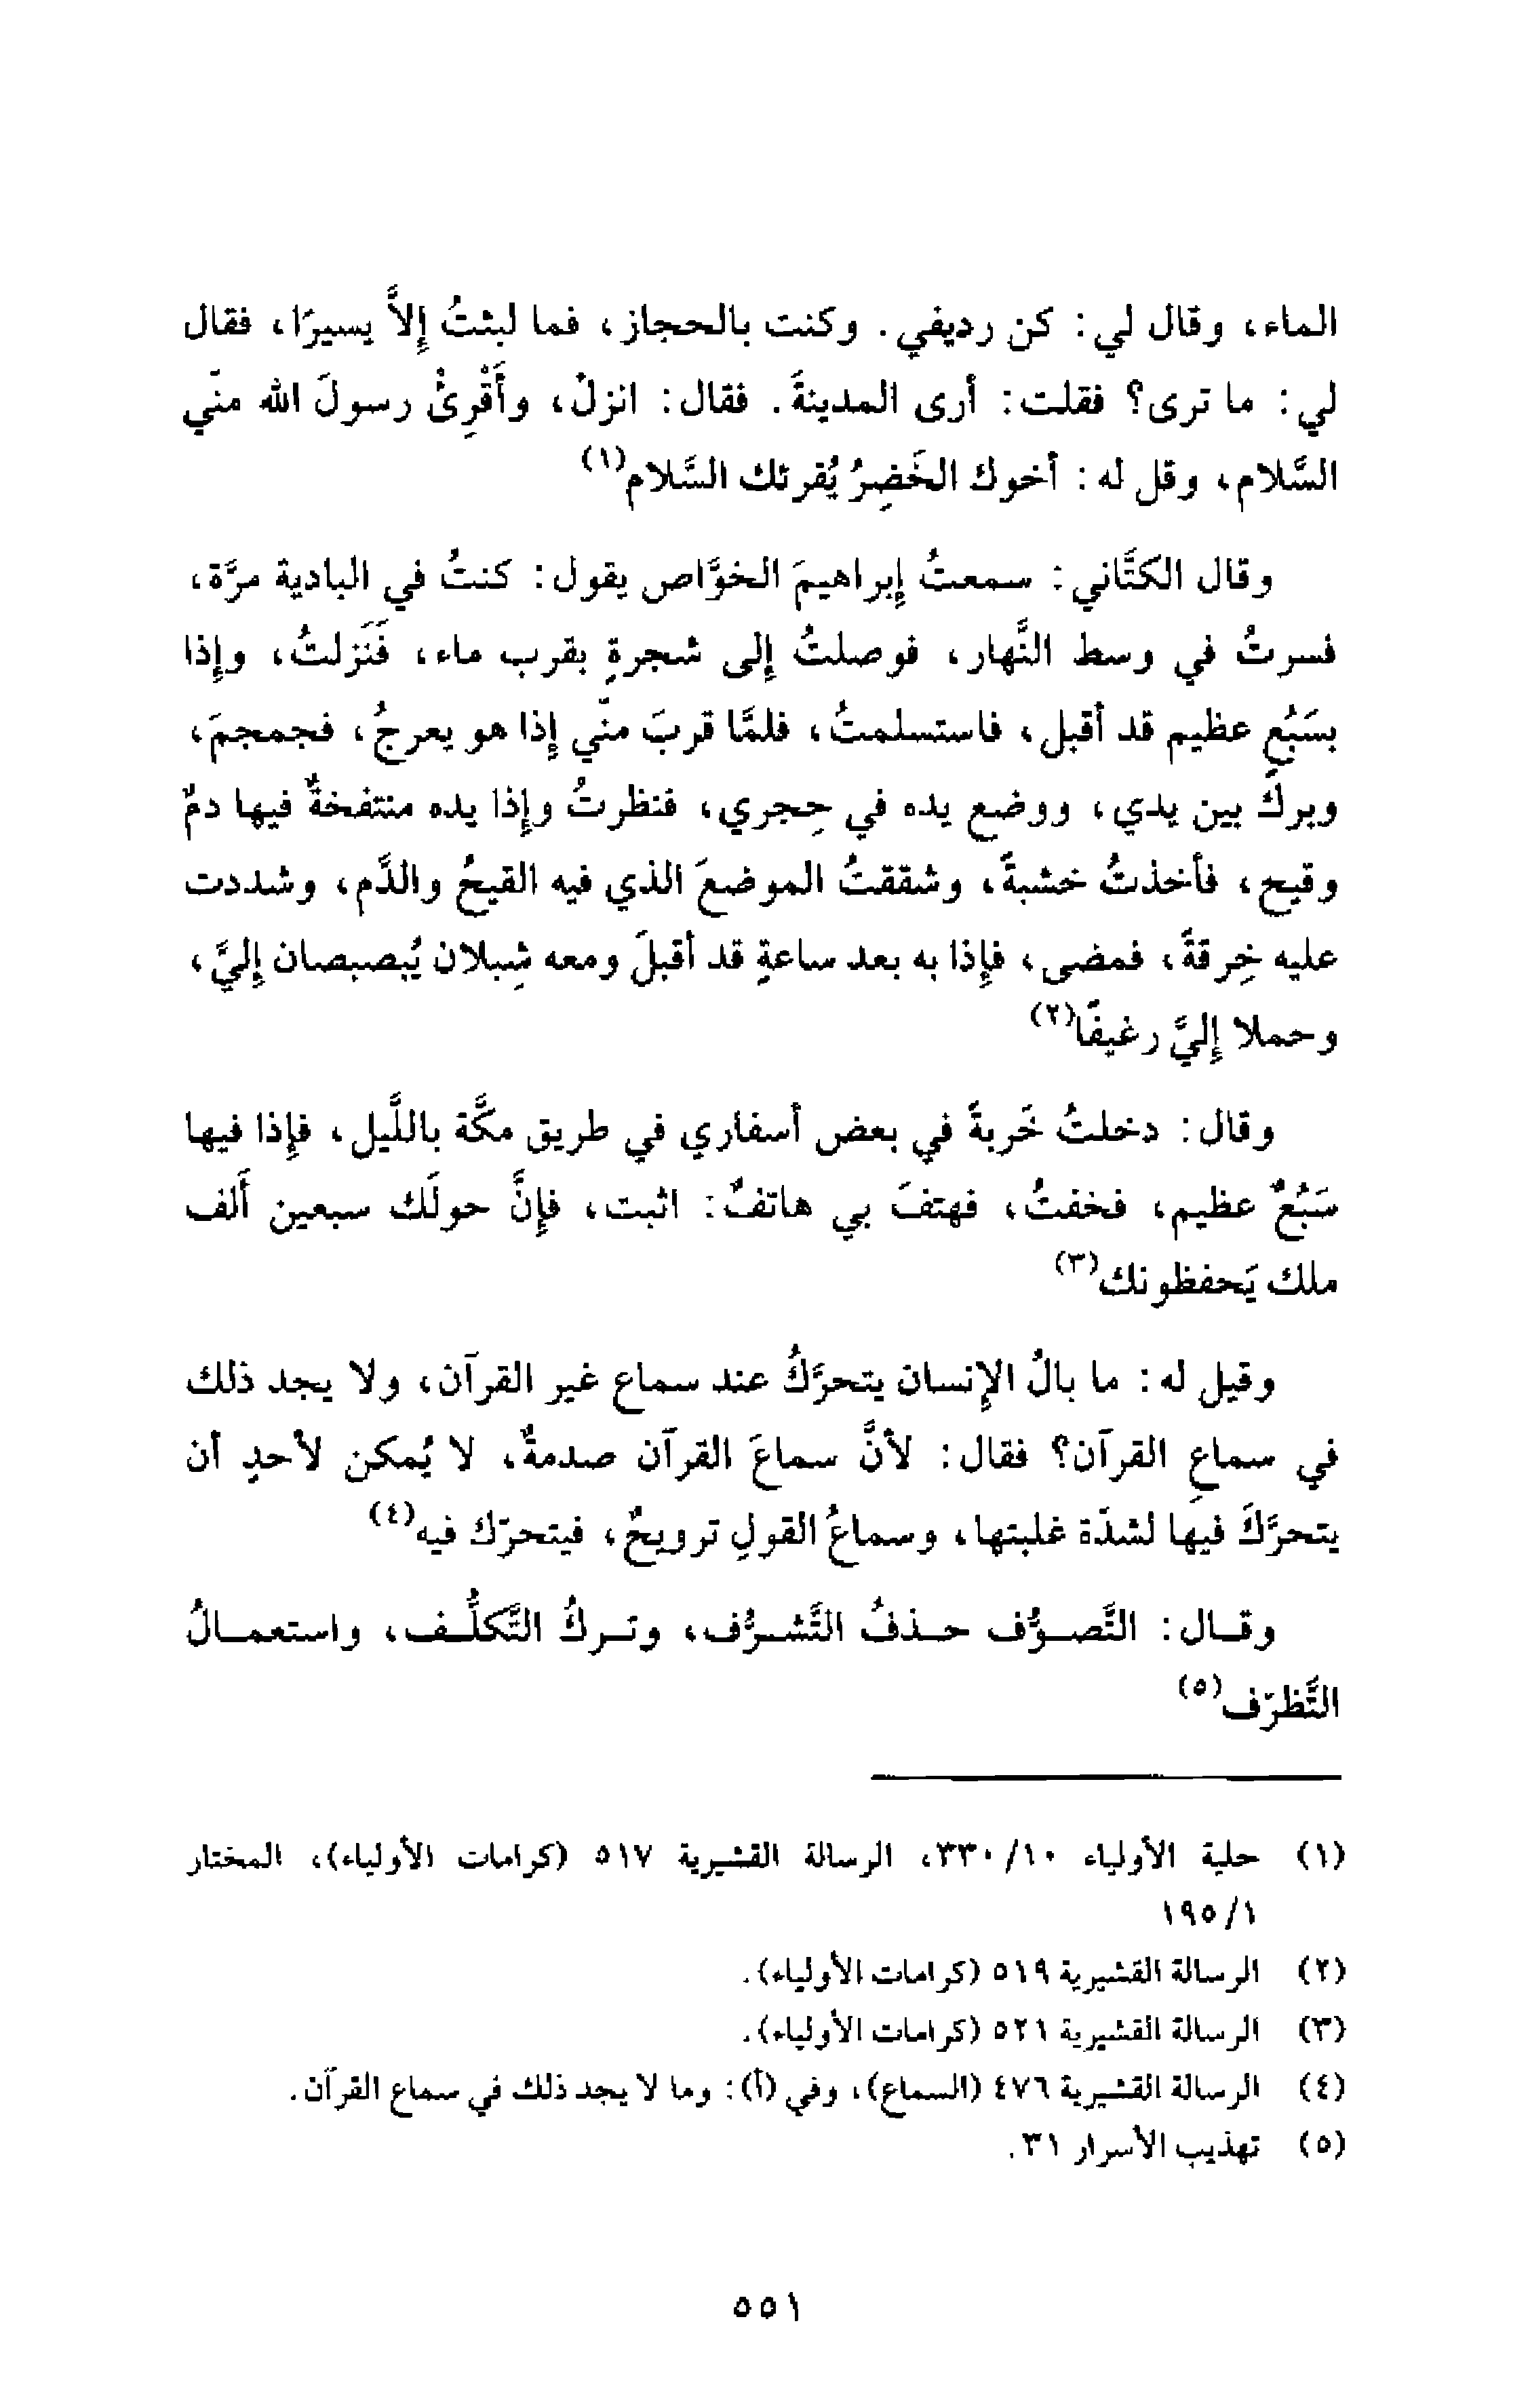 الماء، وقال لي: كن رديفي. وكنت بالحجاز، فما لبثتُ إلاَّ يسيرًا، فقال
لي: ما ترى؟ فقلت: أرى المدينةَ. فقال: انزلْ، وأَقْرِئْ رسولَ الله منّي
السَّلام، وقل له: أخوك الخَضِرُ يُقرئك السَّلام(١)
وقال الكتَّاني: سمعتُ إبراهيمَ الخوَّاص يقول: كنتُ في البادية مرَّة،
فسرتُ في وسط النَّهار، فوصلتُ إلى شجرةٍ بقرب ماء، فَنَزلتُ، وإذا
بسَبُعٍ عظيم قد أقبل، فاستسلمتُ، فلمَّا قربَ منّي إذا هو يعرجُ، فجمجمَ،
وبركَ بين يدي، ووضع يده في حِجري، فنظرتُ وإذا يده منتفخةٌ فيها دمٌ
وقيح، فأخذتُ خشبةً، وشققتُ الموضعَ الذي فيه القيحُ والدَّم، وشددت
عليه خِرقةً، فمضى، فإذا به بعد ساعةٍ قد أقبلَ ومعه شِبلان يُبصبصان إليَّ،
وحملا إليَّ رغيفًا(٢)
وقال: دخلتُ خَربةً في بعض أسفاري في طريق مكَّة باللَّيل، فإذا فيها
سَبُعٌ عظيم، فخفتُ، فهتفَ بي هاتفٌ: اثبت، فإنَّ حولَك سبعين ألف
ملك يَحفظونك(٣)
وقيل له: ما بالُ الإنسان يتحرَّكُ عند سماع غير القرآن، ولا يجد ذلك
في سماعِ القرآن؟ فقال: لأنَّ سماعَ القرآن صدمةٌ، لا يُمكن لأحدٍ أن
يتحرَّكَ فيها لشدّة غلبتها، وسماعُ القولِ ترويحٌ، فيتحرّك فيه(٤)
وقال: التَّصوُّف حذفُ التَّشرُّف، وتركُ التَّكلُّف، واستعمالُ
التَّظرّف(٥)
(١) حلية الأولياء ١٠/ ٣٣٠، الرسالة القشيرية ٥١٧ (كرامات الأولياء)، المختار
١/ ١٩٥
(٢) الرسالة القشيرية ٥١٩ (كرامات الأولياء).
(٣) الرسالة القشيرية ٥٢١ (كرامات الأولياء).
(٤) الرسالة القشيرية ٤٧٦ (السماع)، وفي (أ): وما لا يجد ذلك في سماع القرآن.
(٥) تهذيب الأسرار ٣١.
٥٥١